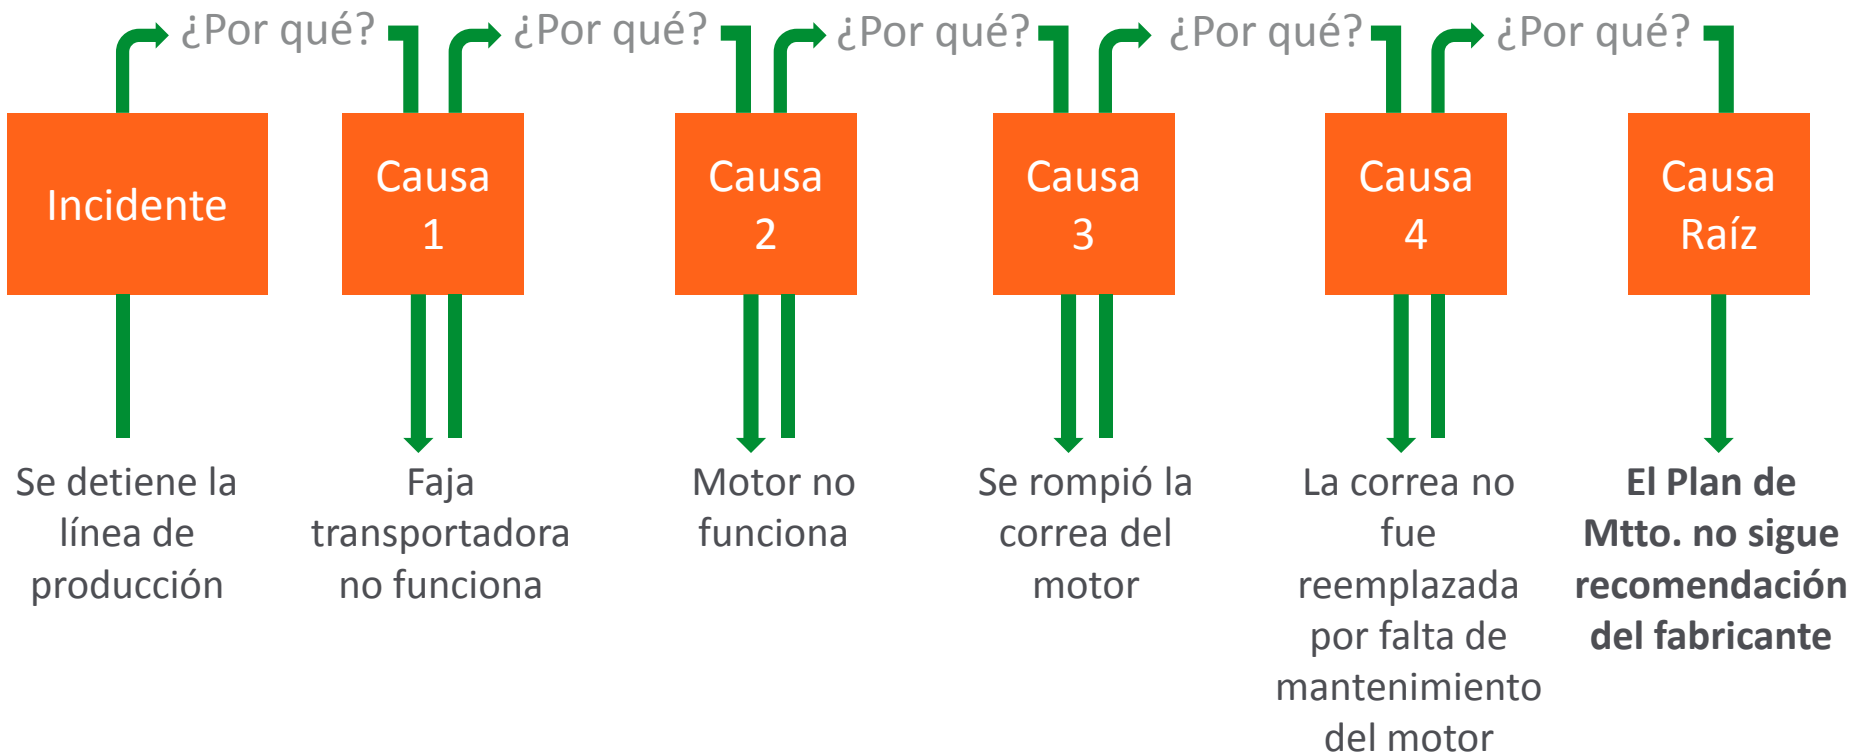 ¿Por qué?
¿Por qué?
¿Por qué?
¿Por qué?
¿Por qué?
Incidente
Causa
1
Causa
2
Causa
3
Causa
4
Causa
Raíz
Se detiene la
línea de
producción
Faja
transportadora
no funciona
Motor no
funciona
Se rompió la
correa del
motor
La correa no
fue
reemplazada
por falta de
mantenimiento
del motor
El Plan de
Mtto. no sigue
recomendación
del fabricante